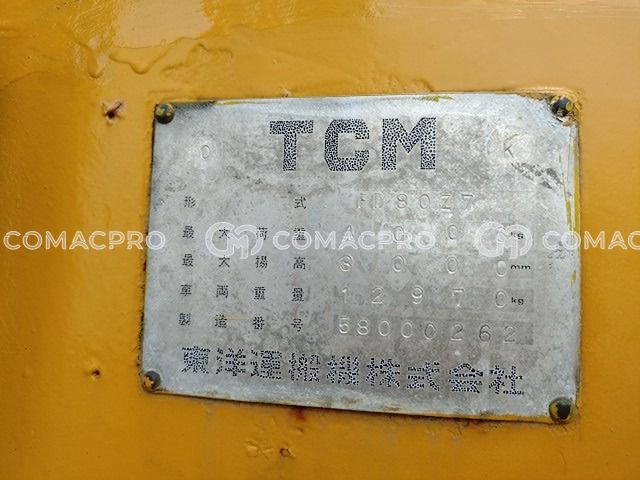 TCM
O K
形式 FD80Z7
最大荷重 kg
最大揚高 3000 mm
車両重量 12970 kg
製造番号 58000262
東洋運搬機株式会社
COMACPRO COMACPRO COMACPRO